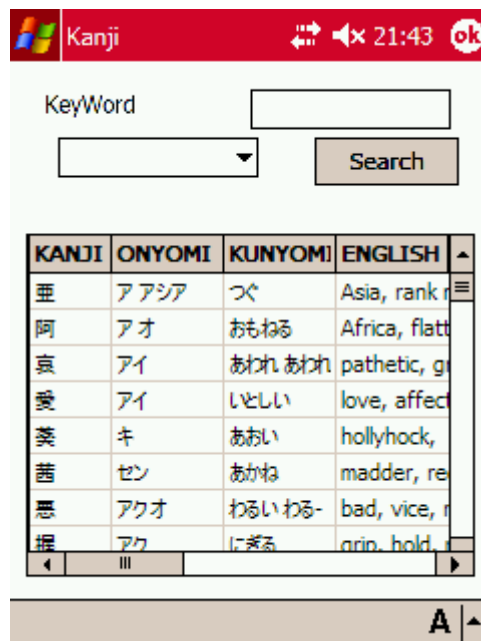 Kanji 21:43 ok
KeyWord
Search
KANJI ONYOMI KUNYOMI ENGLISH
亜 ア アシア つぐ Asia, rank
阿 ア オ おもねる Africa, flatt
哀 アイ あわれ あわれ pathetic,
愛 アイ いとしい love, affect
葵 キ あおい hollyhock,
茜 セン あかね madder, re
悪 アク オ わるい わる- bad, vice,
握 アク にぎる grip, hold,
A